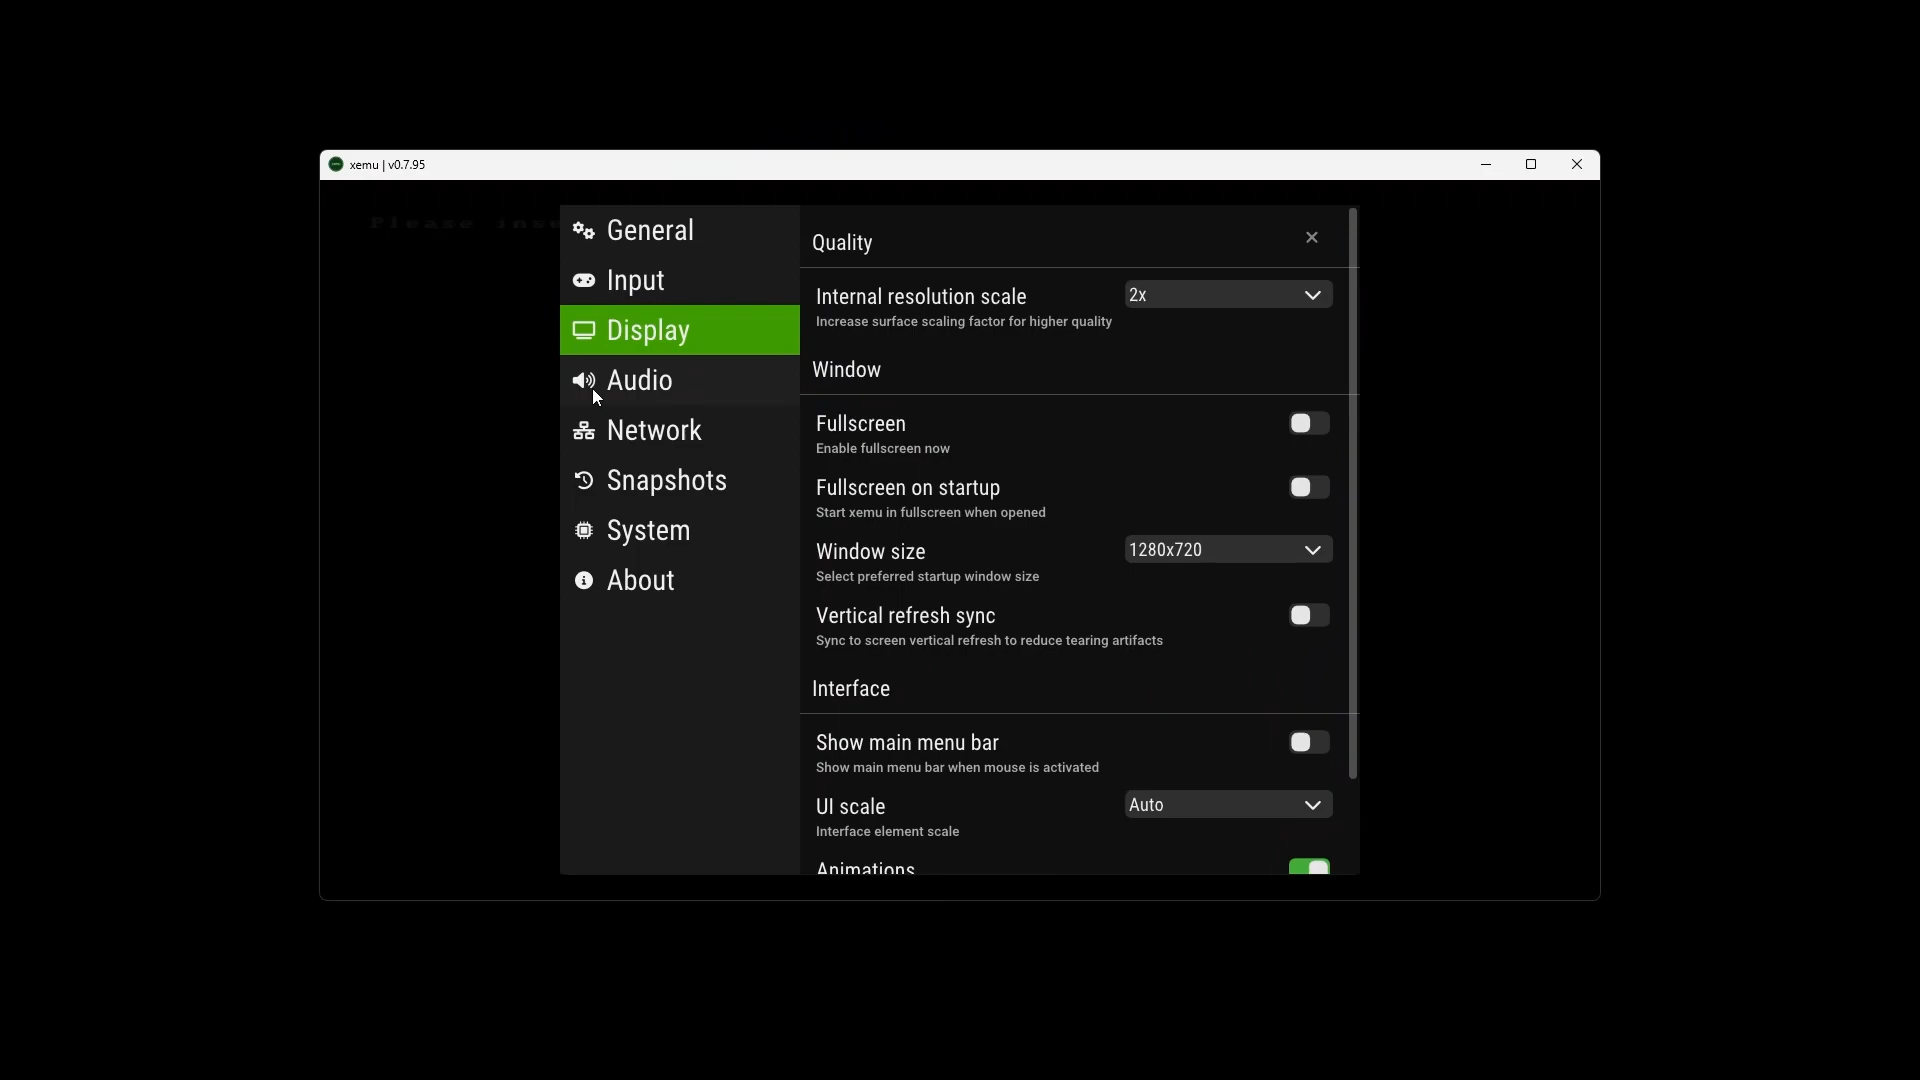 xemu | v0.7.95
Please
General
Input
Display
Audio
Network
Snapshots
System
About
Quality
Internal resolution scale
2x
Increase surface scaling factor for higher quality
Window
Fullscreen
Enable fullscreen now
Fullscreen on startup
Start xemu in fullscreen when opened
Window size
1280x720
Select preferred startup window size
Vertical refresh sync
Sync to screen vertical refresh to reduce tearing artifacts
Interface
Show main menu bar
Show main menu bar when mouse is activated
UI scale
Auto
Interface element scale
Animations